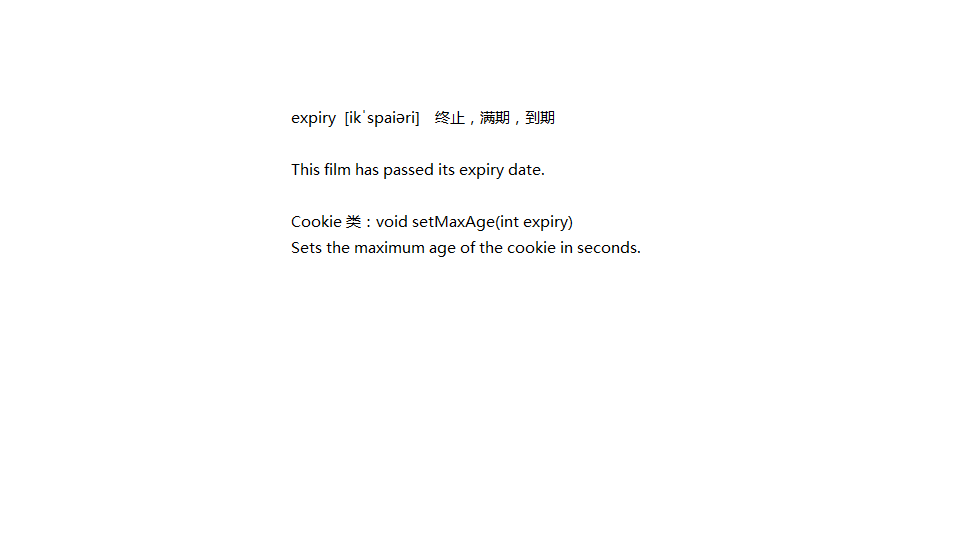 expiry  [ikˈspaiəri]   终止，满期，到期
This film has passed its expiry date.
Cookie 类：void setMaxAge(int expiry)
Sets the maximum age of the cookie in seconds.